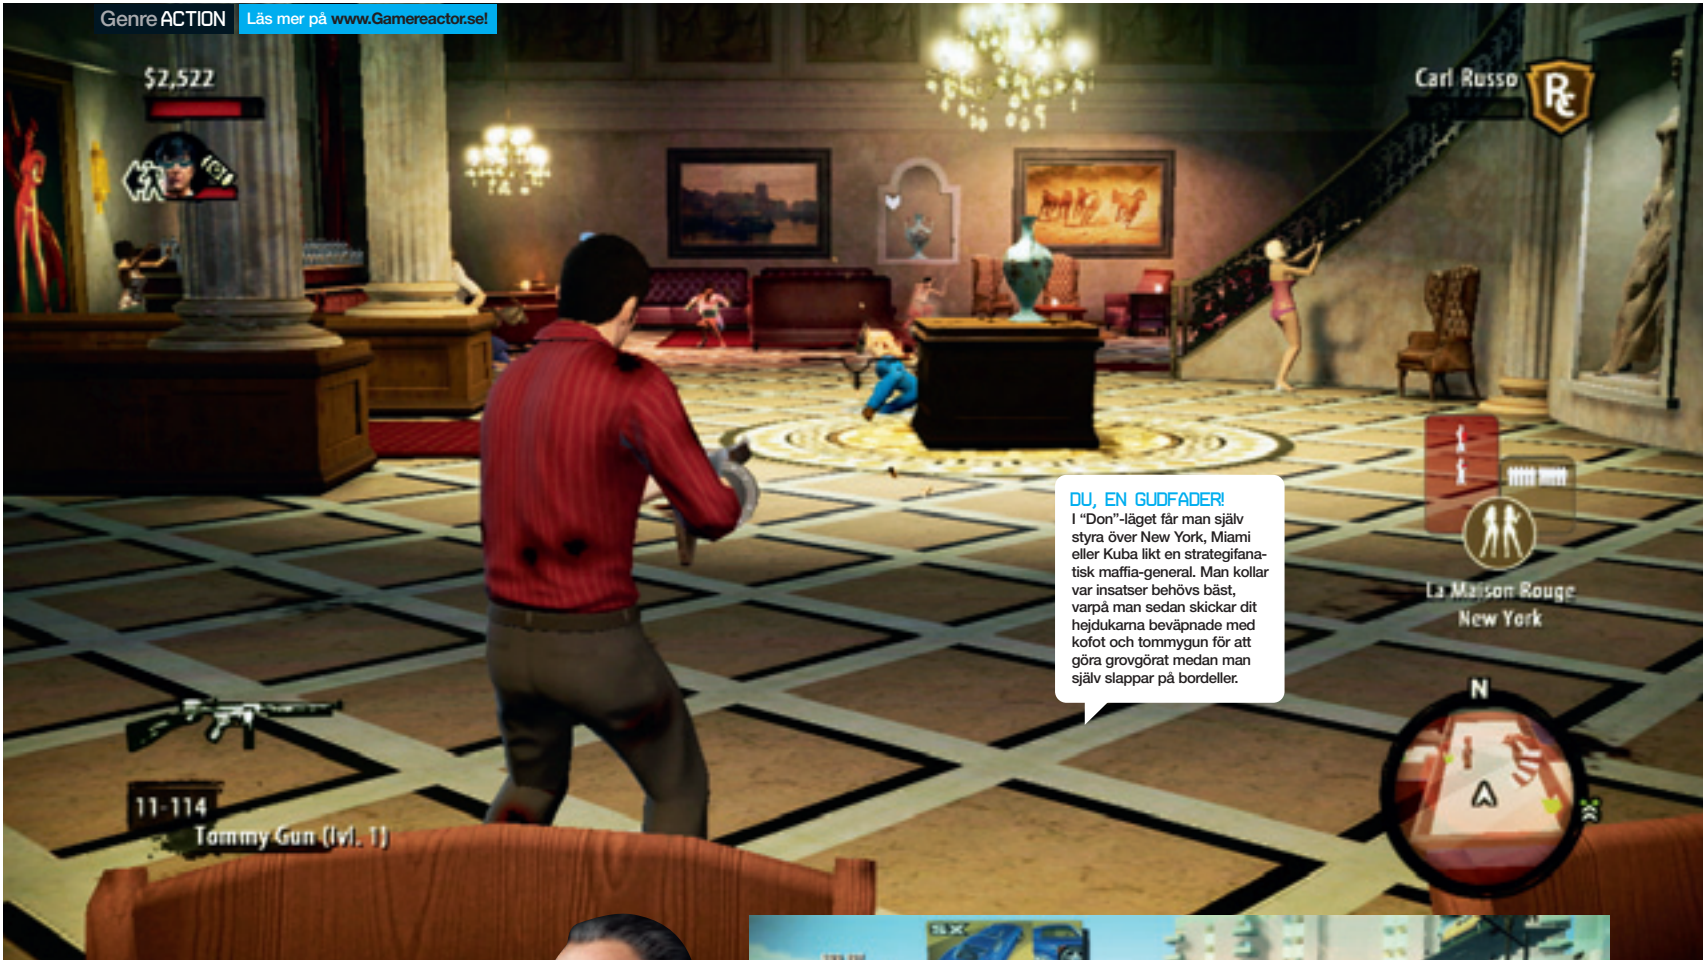 Genre ACTION
Läs mer på www.Gamereactor.se!
$2,522
Carl Russo
DU, EN GUDFADER!
I “Don”-läget får man själv
styra över New York, Miami
eller Kuba likt en strategifana-
tisk maffia-general. Man kollar
var insatser behövs bäst,
varpå man sedan skickar dit
hejdukarna beväpnade med
kofot och tommygun för att
göra grovgörat medan man
själv slappar på bordeller.
La Maison Rouge
New York
N
11-114
Tommy Gun (lvl. 1)